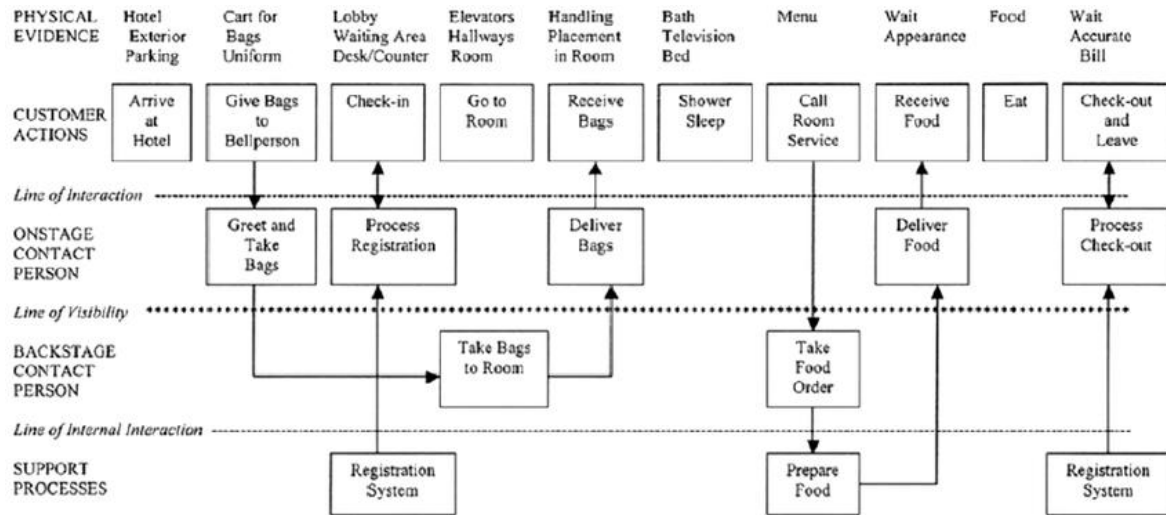 PHYSICAL
EVIDENCE
Hotel
Exterior
Parking
Cart for
Bags
Uniform
Lobby
Waiting Area
Desk/Counter
Elevators
Hallways
Room
Handling
Placement
in Room
Bath
Television
Bed
Menu
Wait
Appearance
Food
Wait
Accurate
Bill
CUSTOMER
ACTIONS
Arrive
at
Hotel
Give Bags
to
Bellperson
Check-in
Go to
Room
Receive
Bags
Shower
Sleep
Call
Room
Service
Receive
Food
Eat
Check-out
and
Leave
Line of Interaction
ONSTAGE
CONTACT
PERSON
Greet and
Take
Bags
Process
Registration
Deliver
Bags
Deliver
Food
Process
Check-out
Line of Visibility
BACKSTAGE
CONTACT
PERSON
Take Bags
to Room
Take
Food
Order
Line of Internal Interaction
SUPPORT
PROCESSES
Registration
System
Prepare
Food
Registration
System